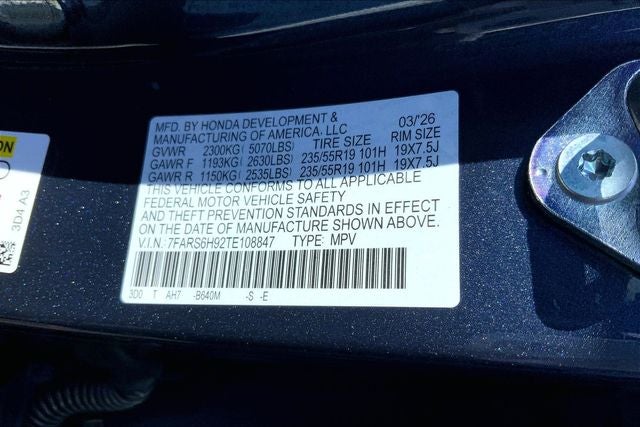 MFD. BY HONDA DEVELOPMENT &
MANUFACTURING OF AMERICA, LLC 03/'26
GVWR 2300KG( 5070LBS) TIRE SIZE RIM SIZE
GAWR F 1193KG( 2630LBS) 235/55R19 101H 19X7.5J
GAWR R 1150KG( 2535LBS) 235/55R19 101H 19X7.5J
THIS VEHICLE CONFORMS TO ALL APPLICABLE
FEDERAL MOTOR VEHICLE SAFETY
AND THEFT PREVENTION STANDARDS IN EFFECT
ON THE DATE OF MANUFACTURE SHOWN ABOVE.
V.I.N.: 7FARS6H92TE108847 TYPE: MPV
3D0 T AH7 -B640M -S -E
3D4 A3